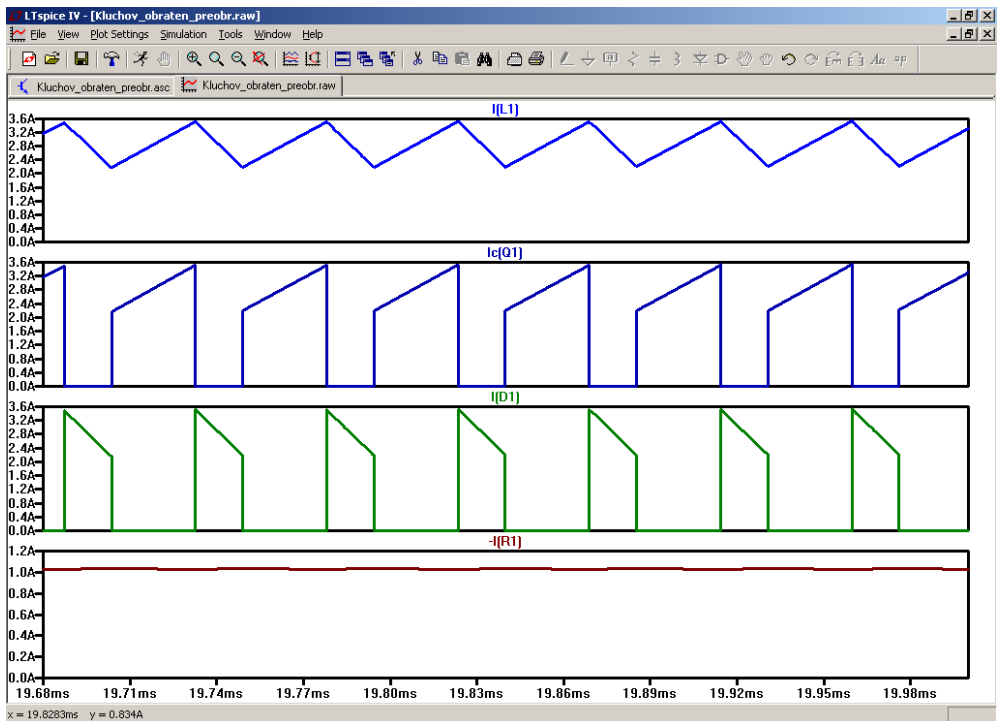 LTspice IV - [Kluchov_obraten_preobr.raw]
File View Plot Settings Simulation Tools Window Help
Kluchov_obraten_preobr.asc Kluchov_obraten_preobr.raw
I(L1)
3.6A
3.2A
2.8A
2.4A
2.0A
1.6A
1.2A
0.8A
0.4A
0.0A
Ic(Q1)
3.6A
3.2A
2.8A
2.4A
2.0A
1.6A
1.2A
0.8A
0.4A
0.0A
I(D1)
3.6A
3.2A
2.8A
2.4A
2.0A
1.6A
1.2A
0.8A
0.4A
0.0A
-I(R1)
1.2A
1.0A
0.8A
0.6A
0.4A
0.2A
0.0A
19.68ms 19.71ms 19.74ms 19.77ms 19.80ms 19.83ms 19.86ms 19.89ms 19.92ms 19.95ms 19.98ms
x = 19.8283ms y = 0.834A